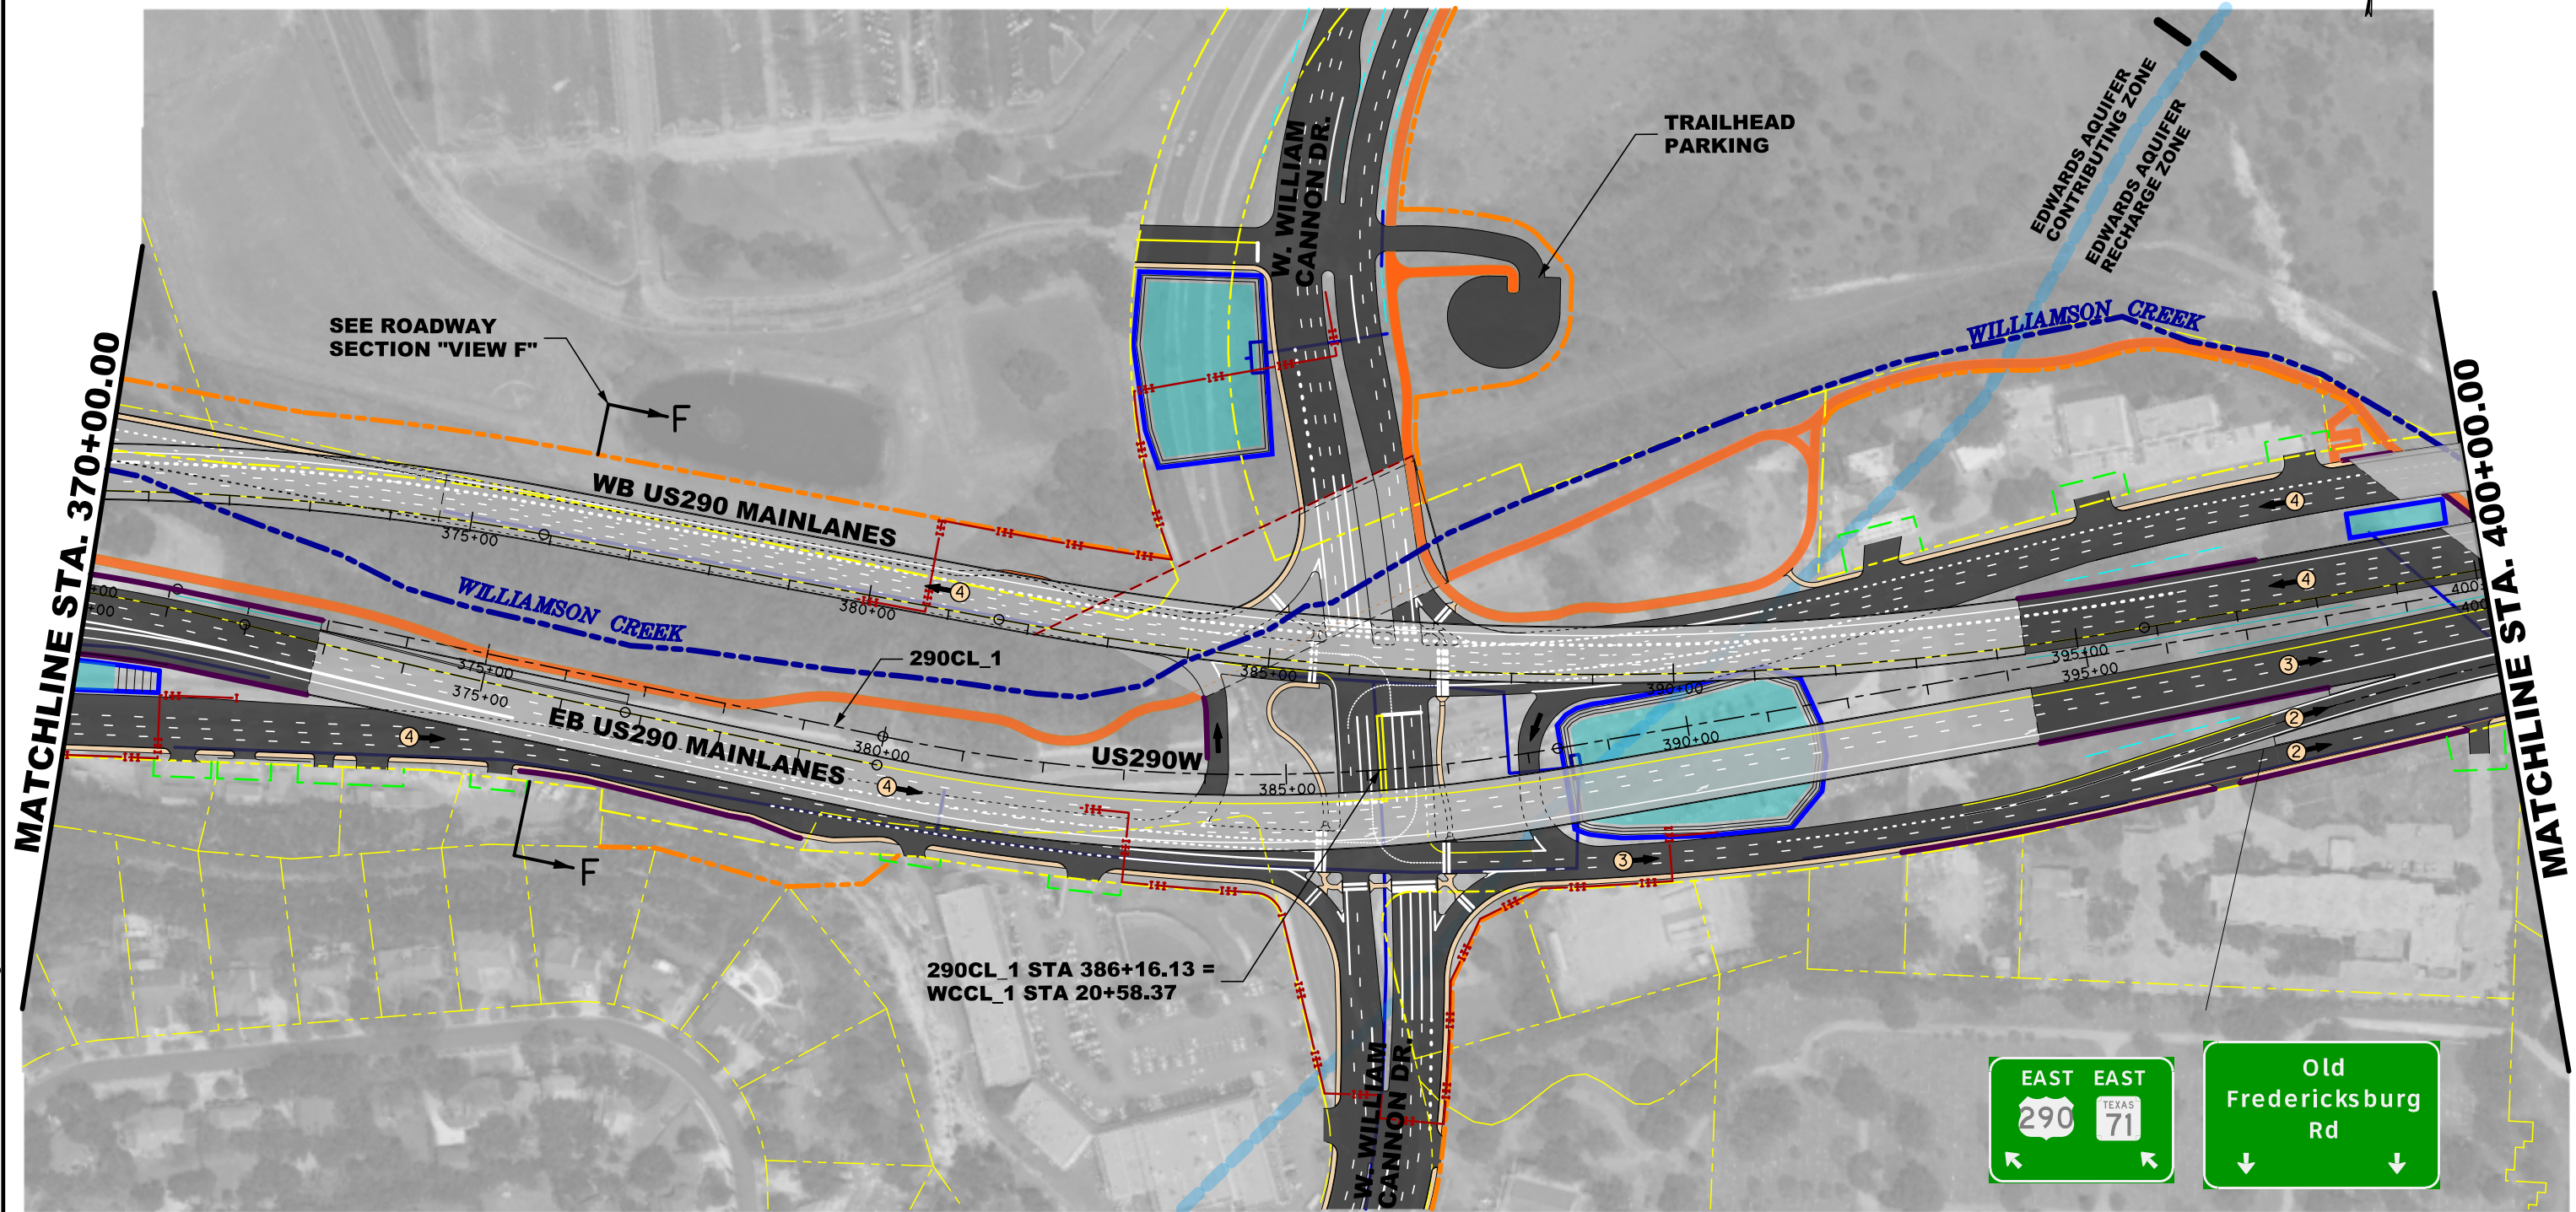 TRAILHEAD
PARKING
W. WILLIAM
CANNON DR.
EDWARDS AQUIFER
CONTRIBUTING ZONE
EDWARDS AQUIFER
RECHARGE ZONE
WILLIAMSON CREEK
SEE ROADWAY
SECTION "VIEW F"
F
MATCHLINE STA. 370+00.00
MATCHLINE STA. 400+00.00
WB US290 MAINLANES
375+00
380+00
4
4
4
WILLIAMSON CREEK
290CL_1
385+00
390+00
395+00
395+00
400
400
3
2
2
+00
+00
375+00
375+00
380+00
EB US290 MAINLANES
US290W
385+00
390+00
4
4
3
F
290CL_1 STA 386+16.13 =
WCCL_1 STA 20+58.37
W. WILLIAM
CANNON DR.
EAST EAST
290 TEXAS 71
Old
Fredericksburg
Rd